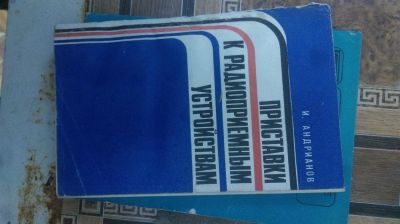 И. АНДРИАНОВ
ПРИСТАВКИ
К РАДИОПРИЕМНЫМ
УСТРОЙСТВАМ